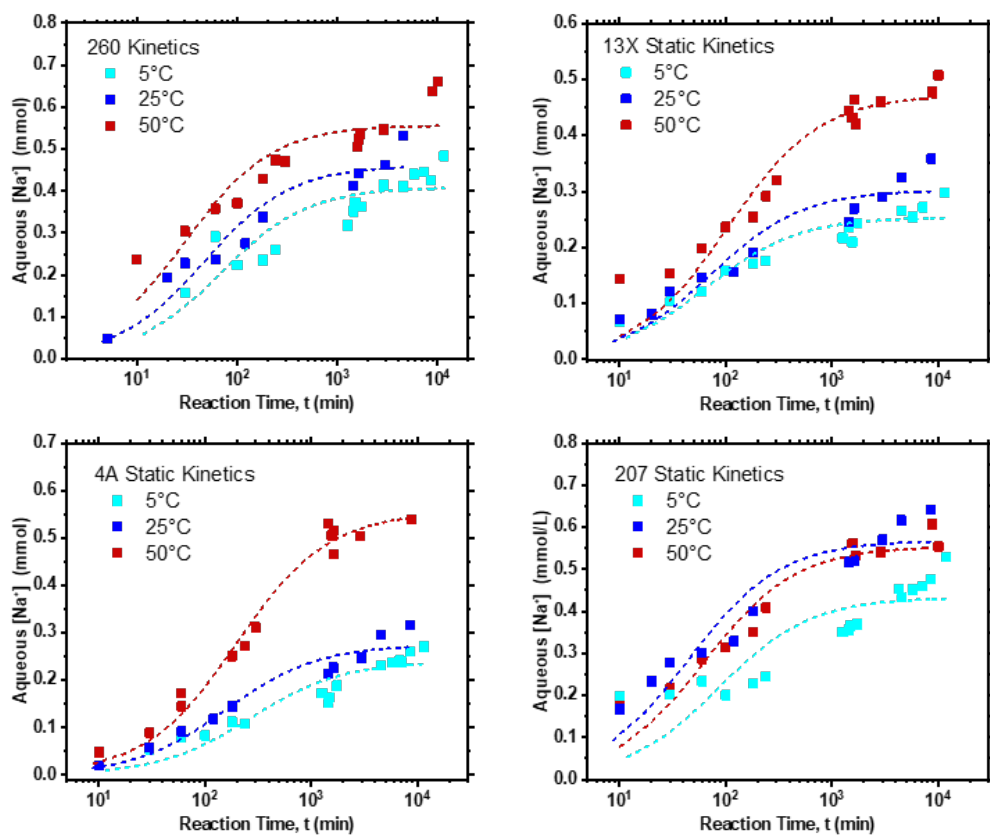 260 Kinetics
5°C
25°C
50°C
Aqueous [Na⁺] (mmol)
0.8
0.7
0.6
0.5
0.4
0.3
0.2
0.1
0.0
10¹ 10² 10³ 10⁴
Reaction Time, t (min)
13X Static Kinetics
5°C
25°C
50°C
Aqueous [Na⁺] (mmol)
0.6
0.5
0.4
0.3
0.2
0.1
0.0
10¹ 10² 10³ 10⁴
Reaction Time, t (min)
4A Static Kinetics
5°C
25°C
50°C
Aqueous [Na⁺] (mmol)
0.7
0.6
0.5
0.4
0.3
0.2
0.1
0.0
10¹ 10² 10³ 10⁴
Reaction Time, t (min)
207 Static Kinetics
5°C
25°C
50°C
Aqueous [Na⁺] (mmol/L)
0.8
0.7
0.6
0.5
0.4
0.3
0.2
0.1
0.0
10¹ 10² 10³ 10⁴
Reaction Time, t (min)